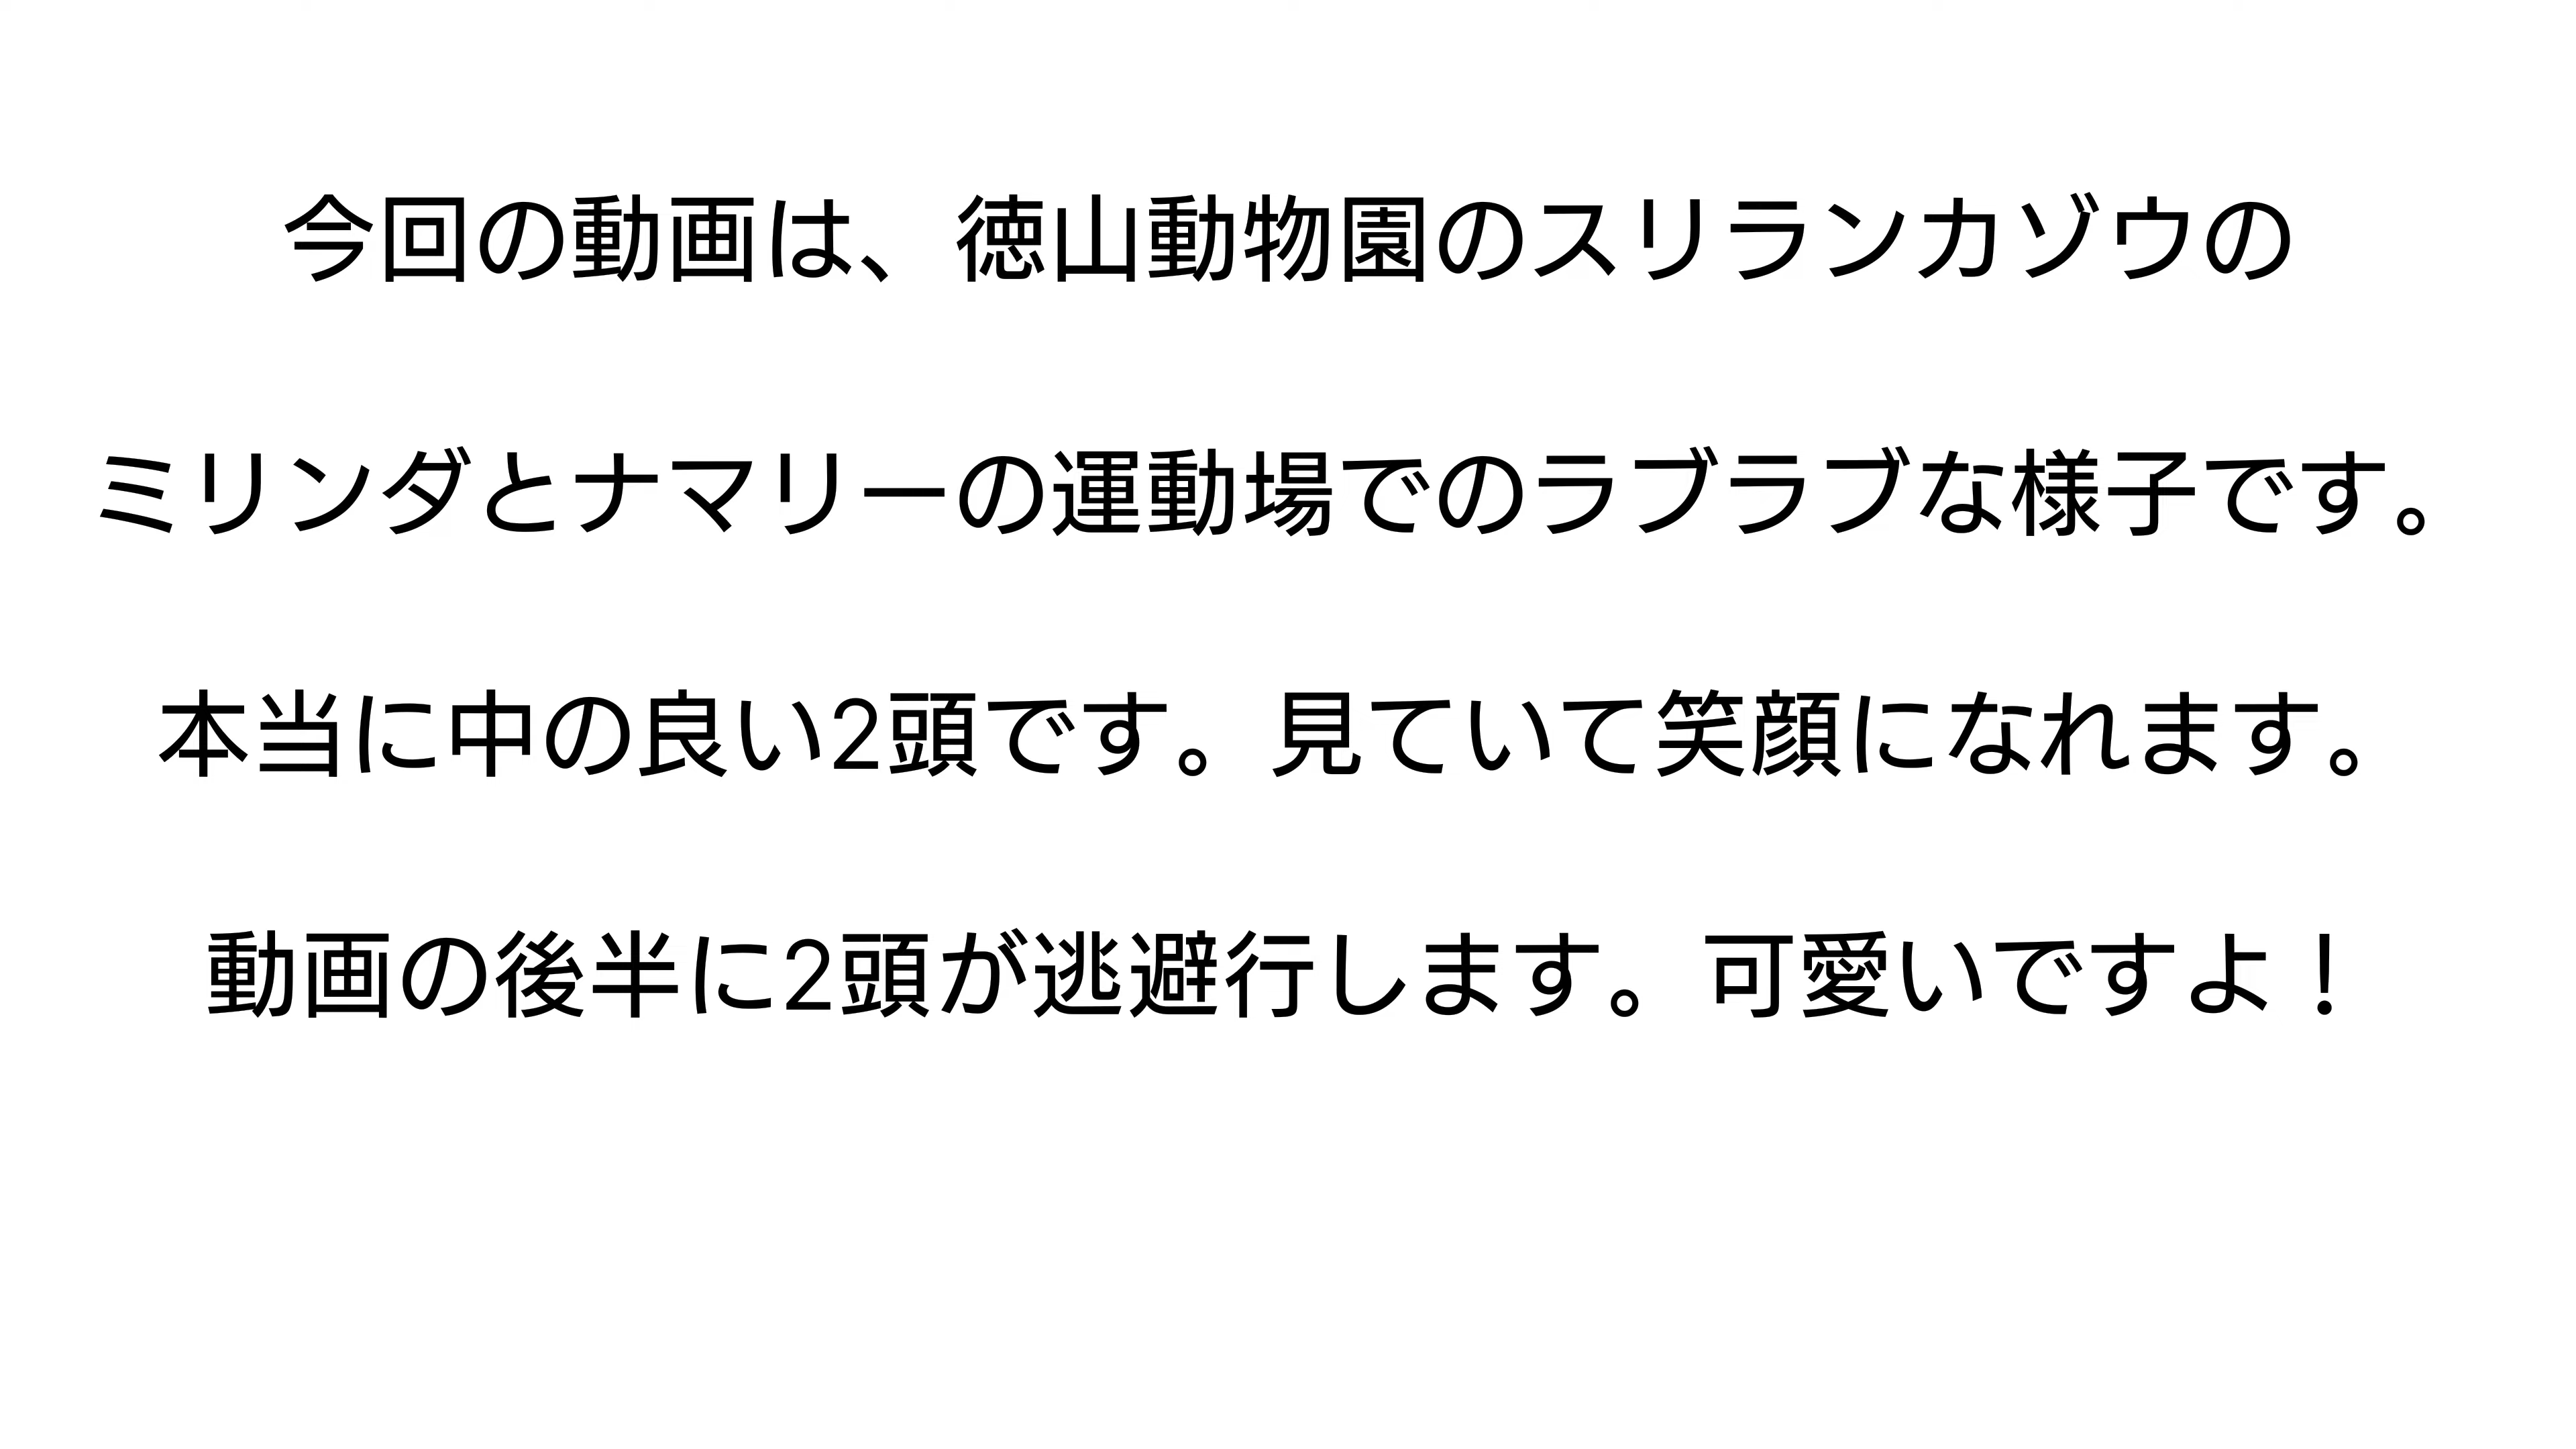 今回の動画は、徳山動物園のスリランカゾウの
ミリンダとナマリーの運動場でのラブラブな様子です。
本当に中の良い2頭です。見ていて笑顔になれます。
動画の後半に2頭が逃避行します。可愛いですよ！